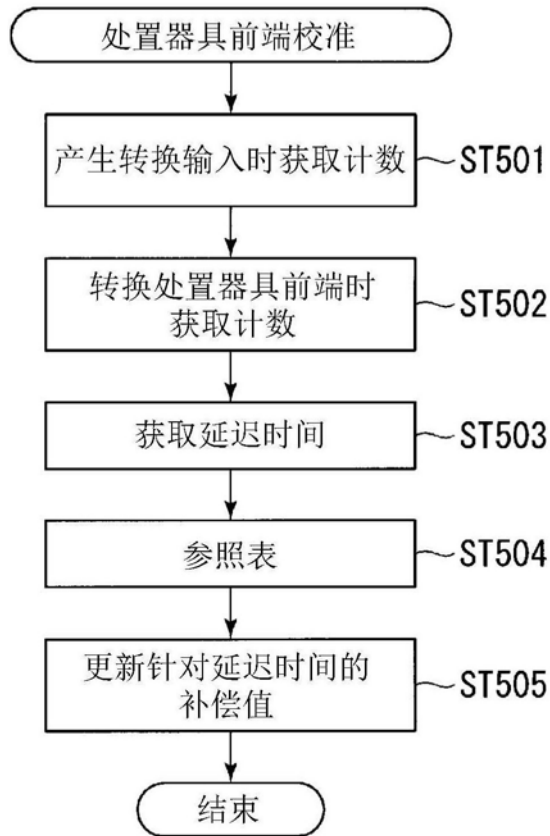 处置器具前端校准
产生转换输入时获取计数
ST501
转换处置器具前端时
获取计数
ST502
获取延迟时间
ST503
参照表
ST504
更新针对延迟时间的
补偿值
ST505
结束